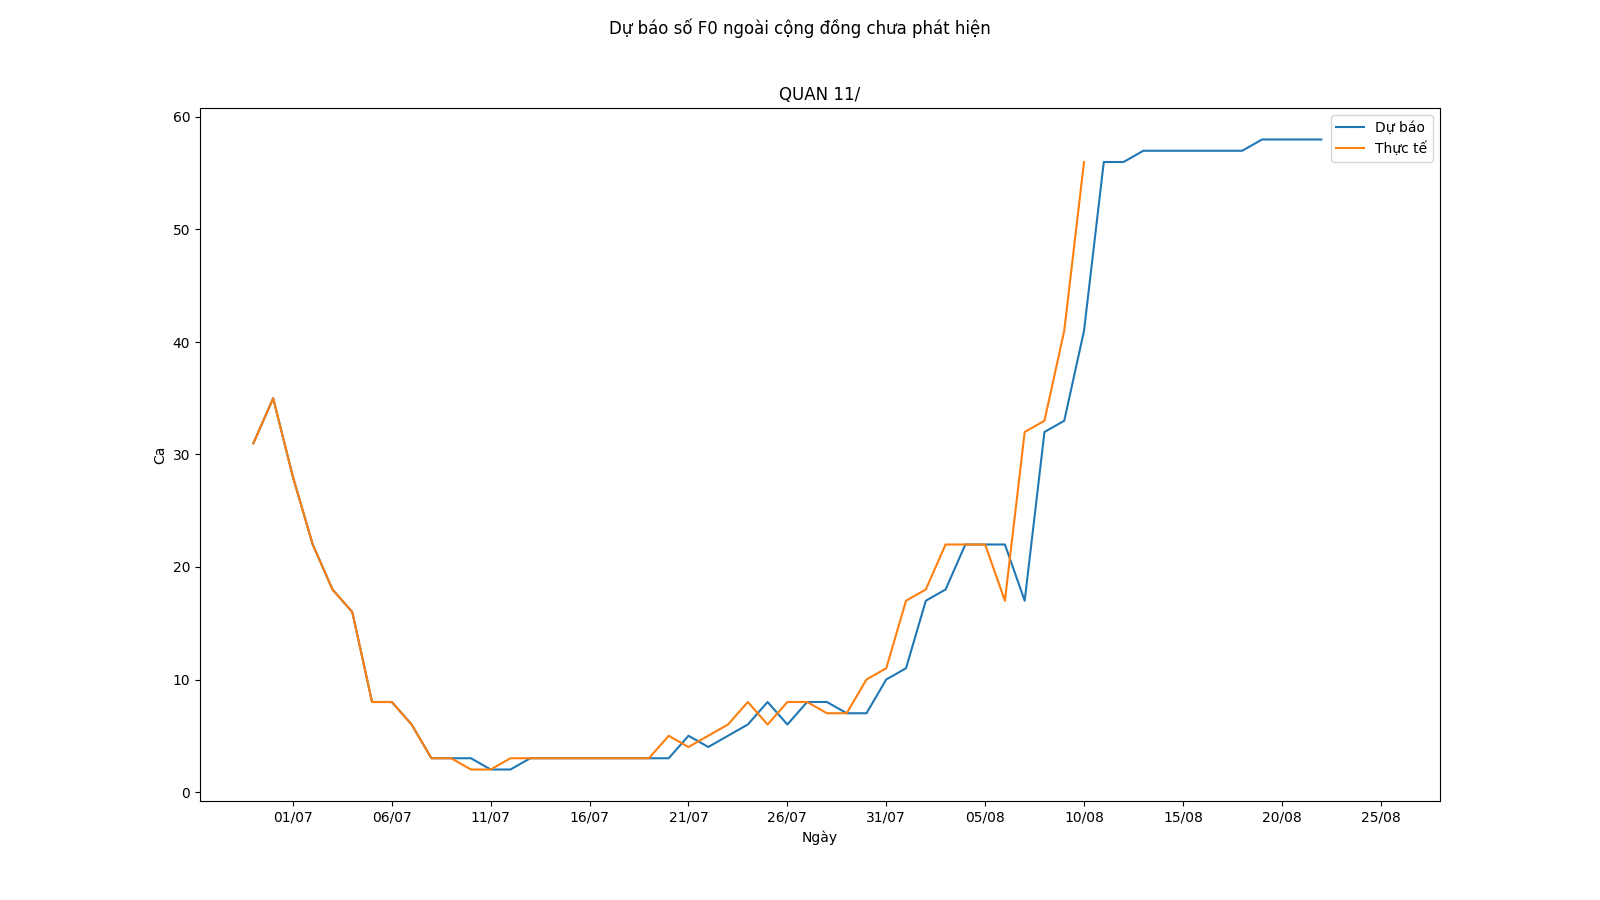 Dự báo số F0 ngoài cộng đồng chưa phát hiện
QUAN 11/
Dự báo
Thực tế
60
50
40
30
20
10
0
Ca
01/07 06/07 11/07 16/07 21/07 26/07 31/07 05/08 10/08 15/08 20/08 25/08
Ngày